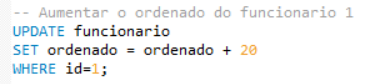 -- Aumentar o ordenado do funcionario 1
UPDATE funcionario
SET ordenado = ordenado + 20
WHERE id=1;